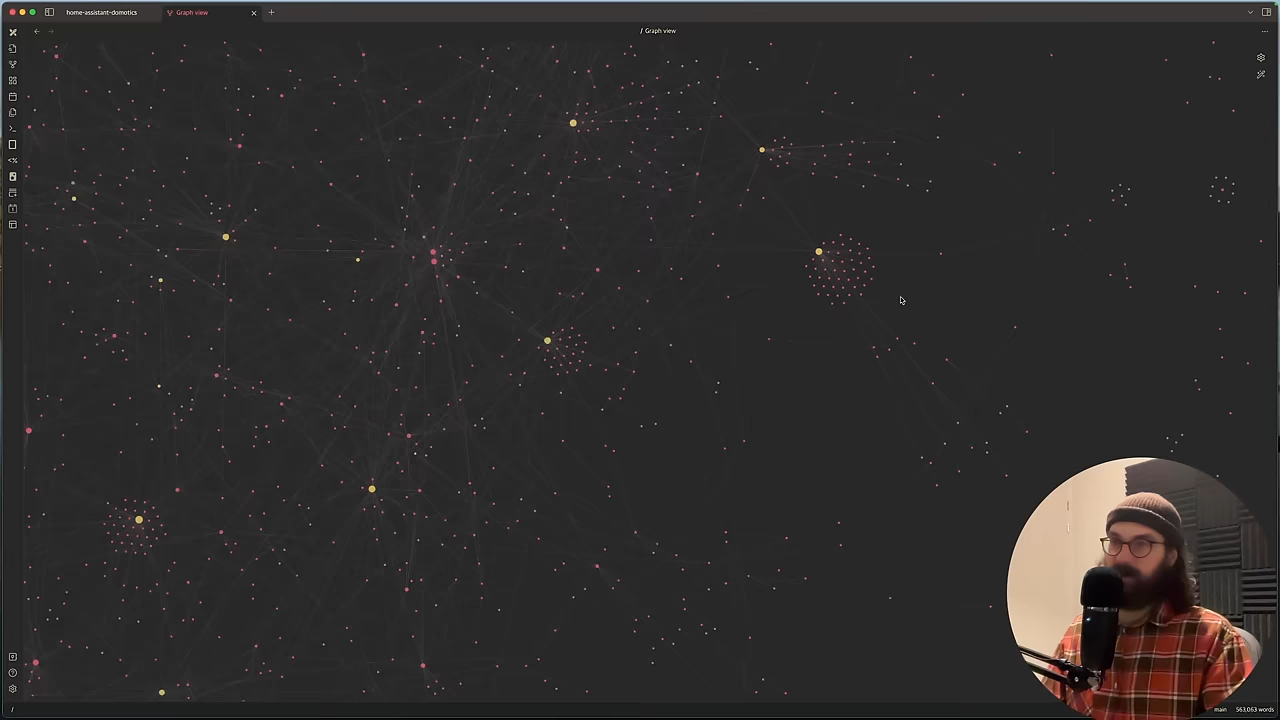 home-assistant-domotics
Graph view
/ Graph view
main
563,063 words